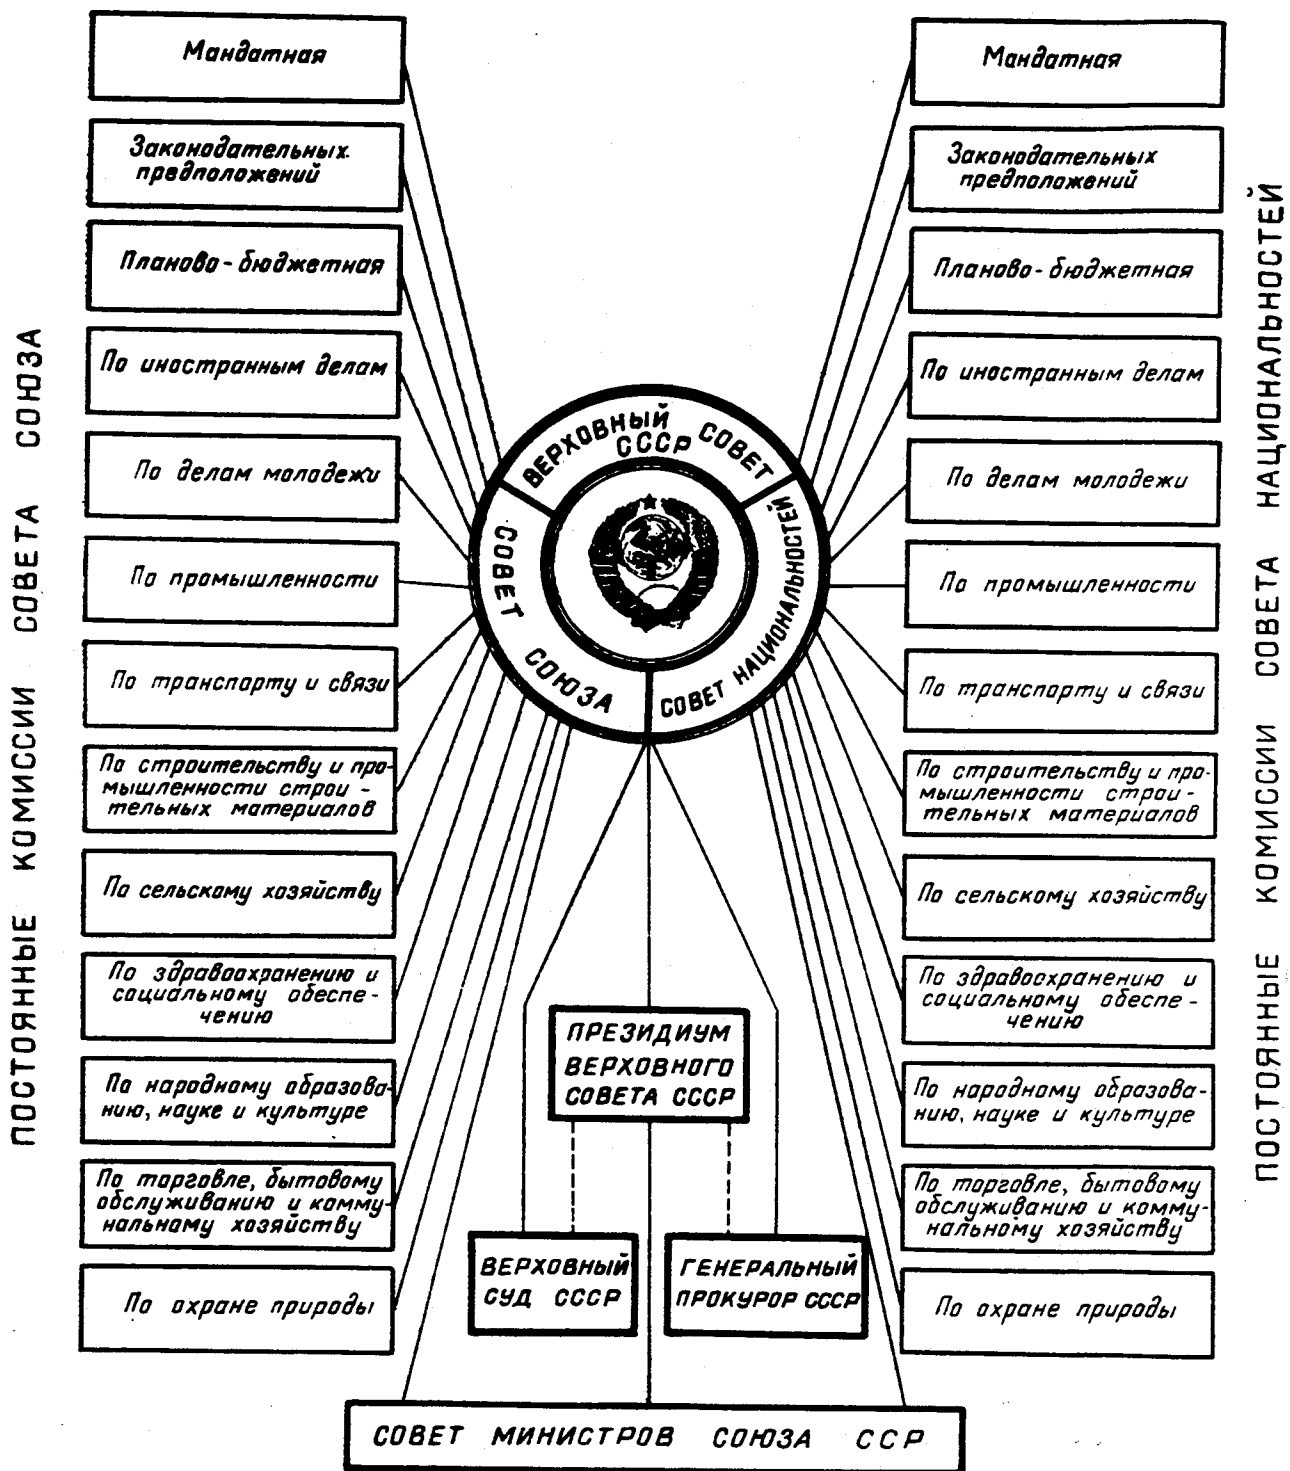 ПОСТОЯННЫЕ КОМИССИИ СОВЕТА СОЮЗА
Мандатная
Законодательных
предположений
Планово-бюджетная
По иностранным делам
По делам молодежи
По промышленности
По транспорту и связи
По строительству и про-
мышленности строи-
тельных материалов
По сельскому хозяйству
По здравоохранению и
социальному обеспе-
чению
По народному образова-
нию, науке и культуре
По торговле, бытовому
обслуживанию и комму-
нальному хозяйству
По охране природы
ВЕРХОВНЫЙ СОВЕТ
СССР
СОВЕТ СОЮЗА
СОВЕТ НАЦИОНАЛЬНОСТЕЙ
ПРЕЗИДИУМ
ВЕРХОВНОГО
СОВЕТА СССР
ВЕРХОВНЫЙ
СУД СССР
ГЕНЕРАЛЬНЫЙ
ПРОКУРОР СССР
СОВЕТ МИНИСТРОВ СОЮЗА ССР
Мандатная
Законодательных
предположений
Планово-бюджетная
По иностранным делам
По делам молодежи
По промышленности
По транспорту и связи
По строительству и про-
мышленности строи-
тельных материалов
По сельскому хозяйству
По здравоохранению и
социальному обеспе-
чению
По народному образова-
нию, науке и культуре
По торговле, бытовому
обслуживанию и комму-
нальному хозяйству
По охране природы
ПОСТОЯННЫЕ КОМИССИИ СОВЕТА НАЦИОНАЛЬНОСТЕЙ